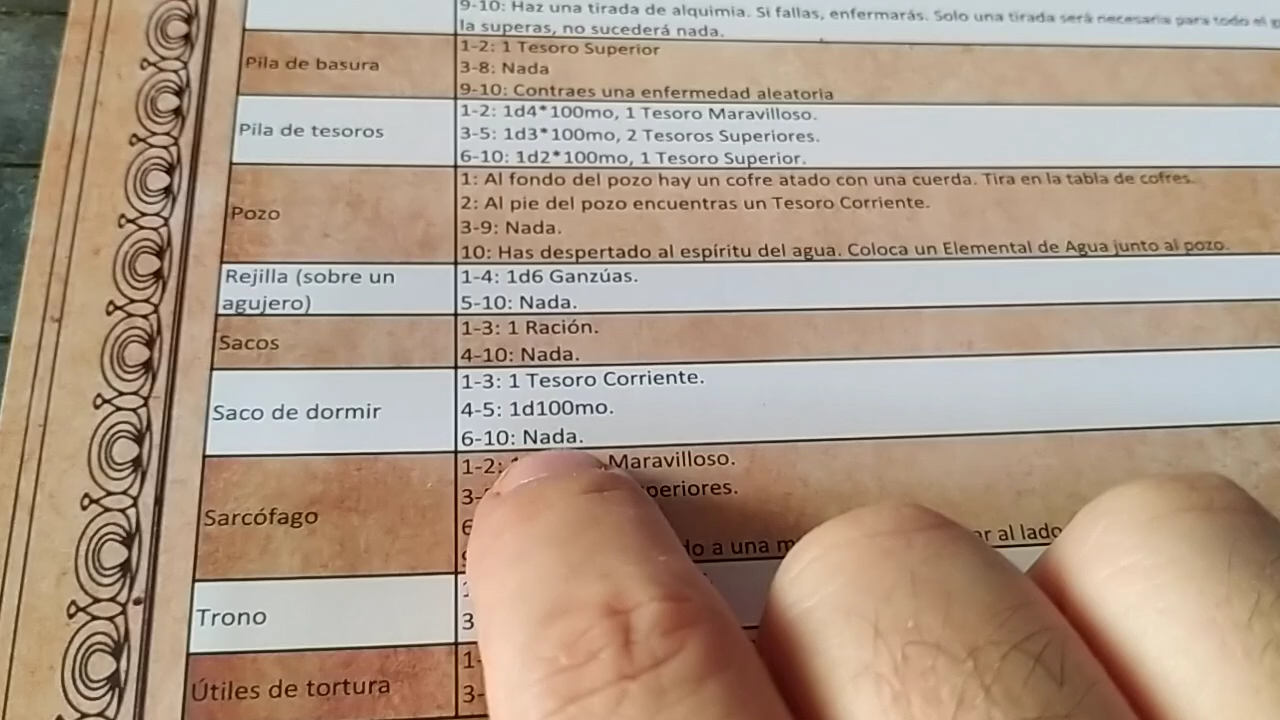 9-10: Haz una tirada de alquimia. Si fallas, enfermarás. Solo una tirada será necesaria para todo el
la superas, no sucederá nada.
Pila de basura
1-2: 1 Tesoro Superior
3-8: Nada
9-10: Contraes una enfermedad aleatoria
Pila de tesoros
1-2: 1d4*100mo, 1 Tesoro Maravilloso.
3-5: 1d3*100mo, 2 Tesoros Superiores.
6-10: 1d2*100mo, 1 Tesoro Superior.
Pozo
1: Al fondo del pozo hay un cofre atado con una cuerda. Tira en la tabla de cofres.
2: Al pie del pozo encuentras un Tesoro Corriente.
3-9: Nada.
10: Has despertado al espíritu del agua. Coloca un Elemental de Agua junto al pozo.
Rejilla (sobre un
agujero)
1-4: 1d6 Ganzúas.
5-10: Nada.
Sacos
1-3: 1 Ración.
4-10: Nada.
Saco de dormir
1-3: 1 Tesoro Corriente.
4-5: 1d100mo.
6-10: Nada.
Sarcófago
1-2: Maravilloso.
3-
6
a una al lado
Trono
3
Útiles de tortura
1-
3-